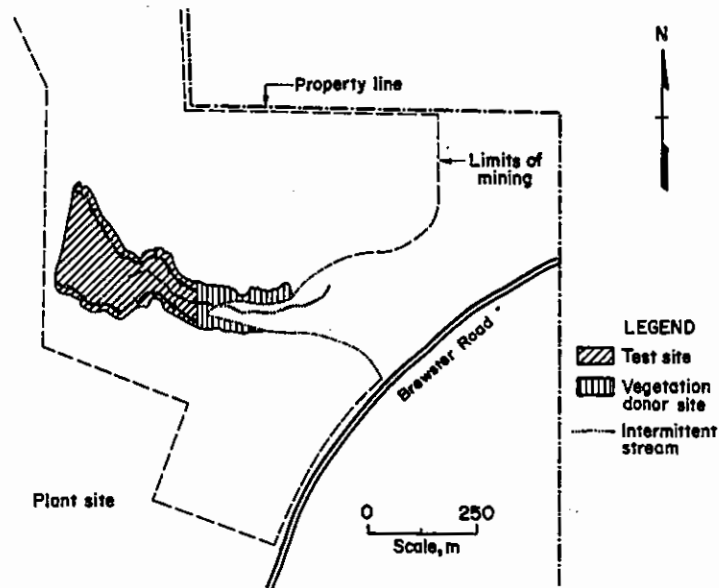 N
Property line
Limits of
mining
Brewster Road
LEGEND
Test site
Vegetation
donor site
Intermittent
stream
Plant site
0 250
Scale, m